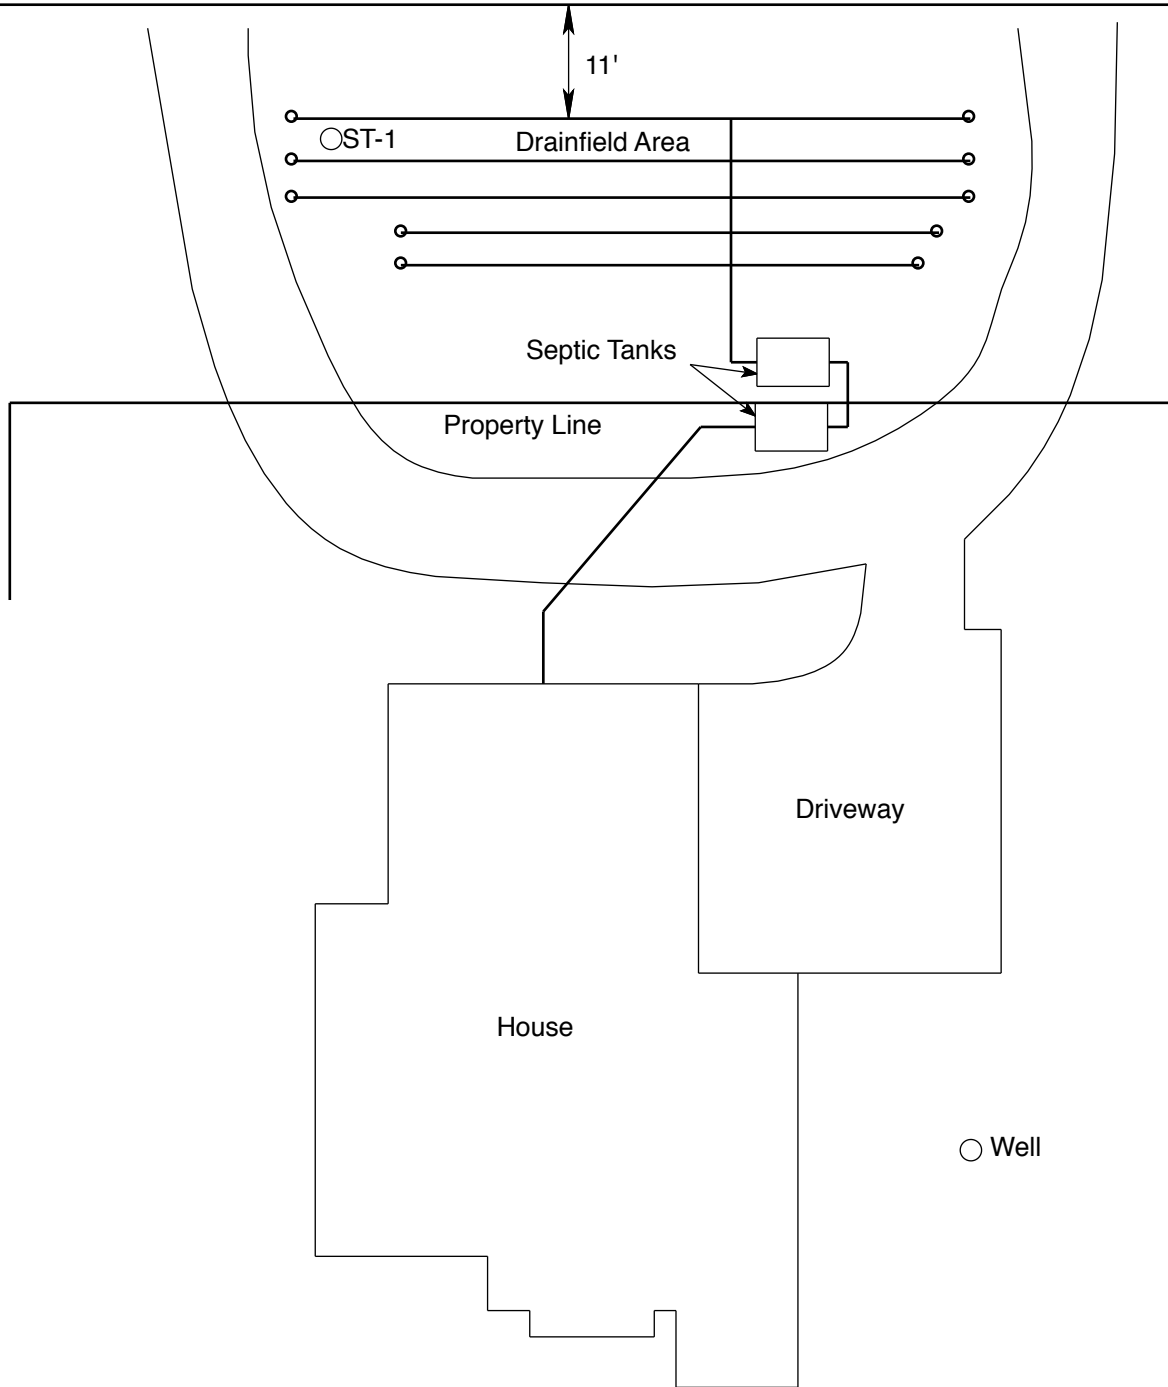 11'
ST-1
Drainfield Area
Septic Tanks
Property Line
Driveway
House
Well